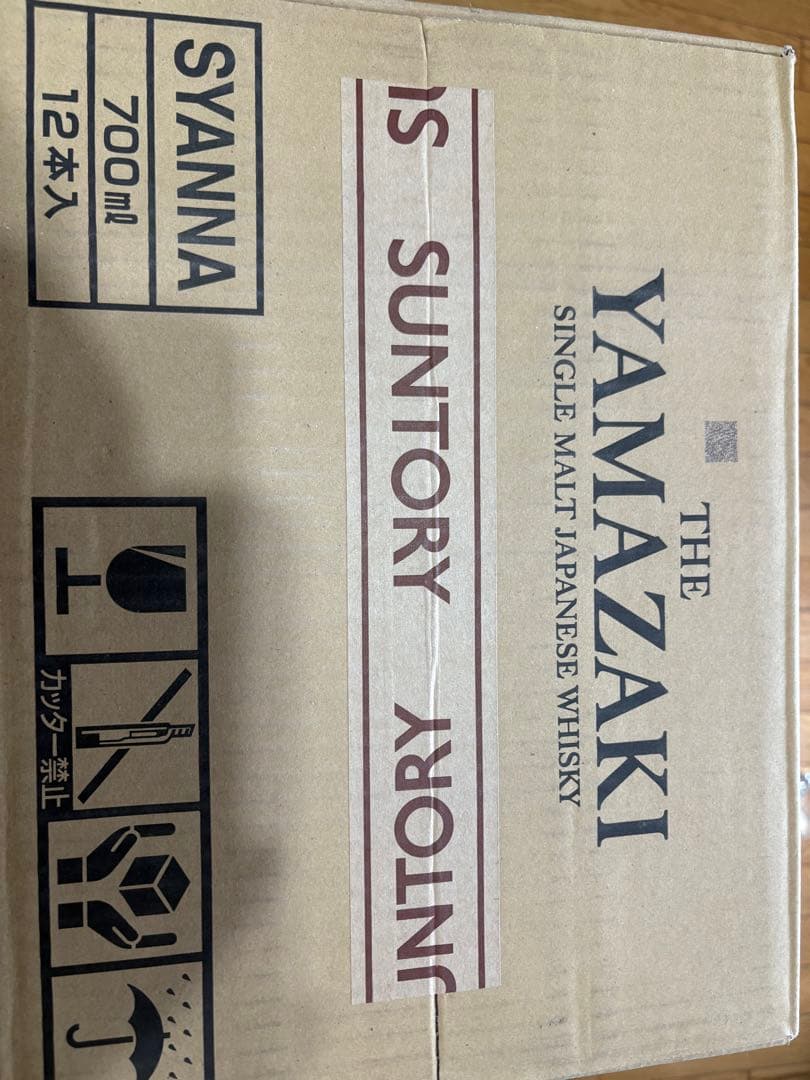 THE
YAMAZAKI
SINGLE MALT JAPANESE WHISKY
SUNTORY
UNTORY
SYANNA
700ml
12本入
カッター禁止